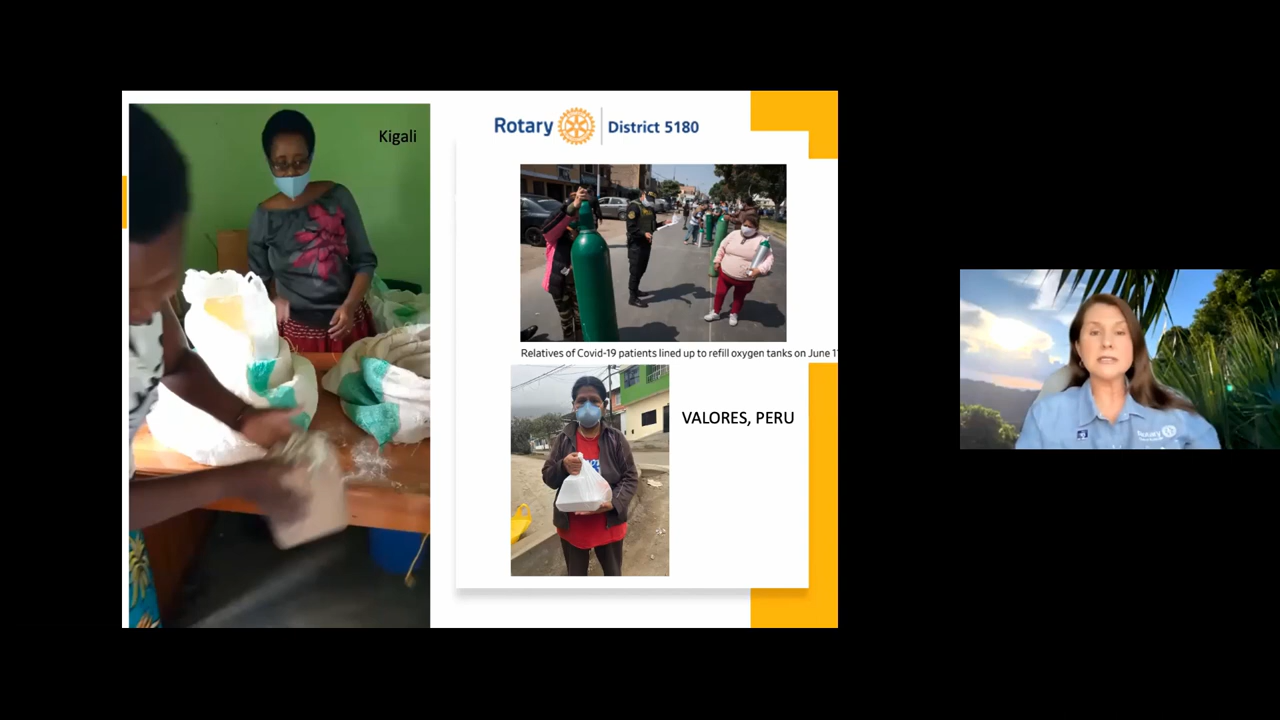 Kigali
Rotary District 5180
Relatives of Covid-19 patients lined up to refill oxygen tanks on June 1
VALORES, PERU
Rotary